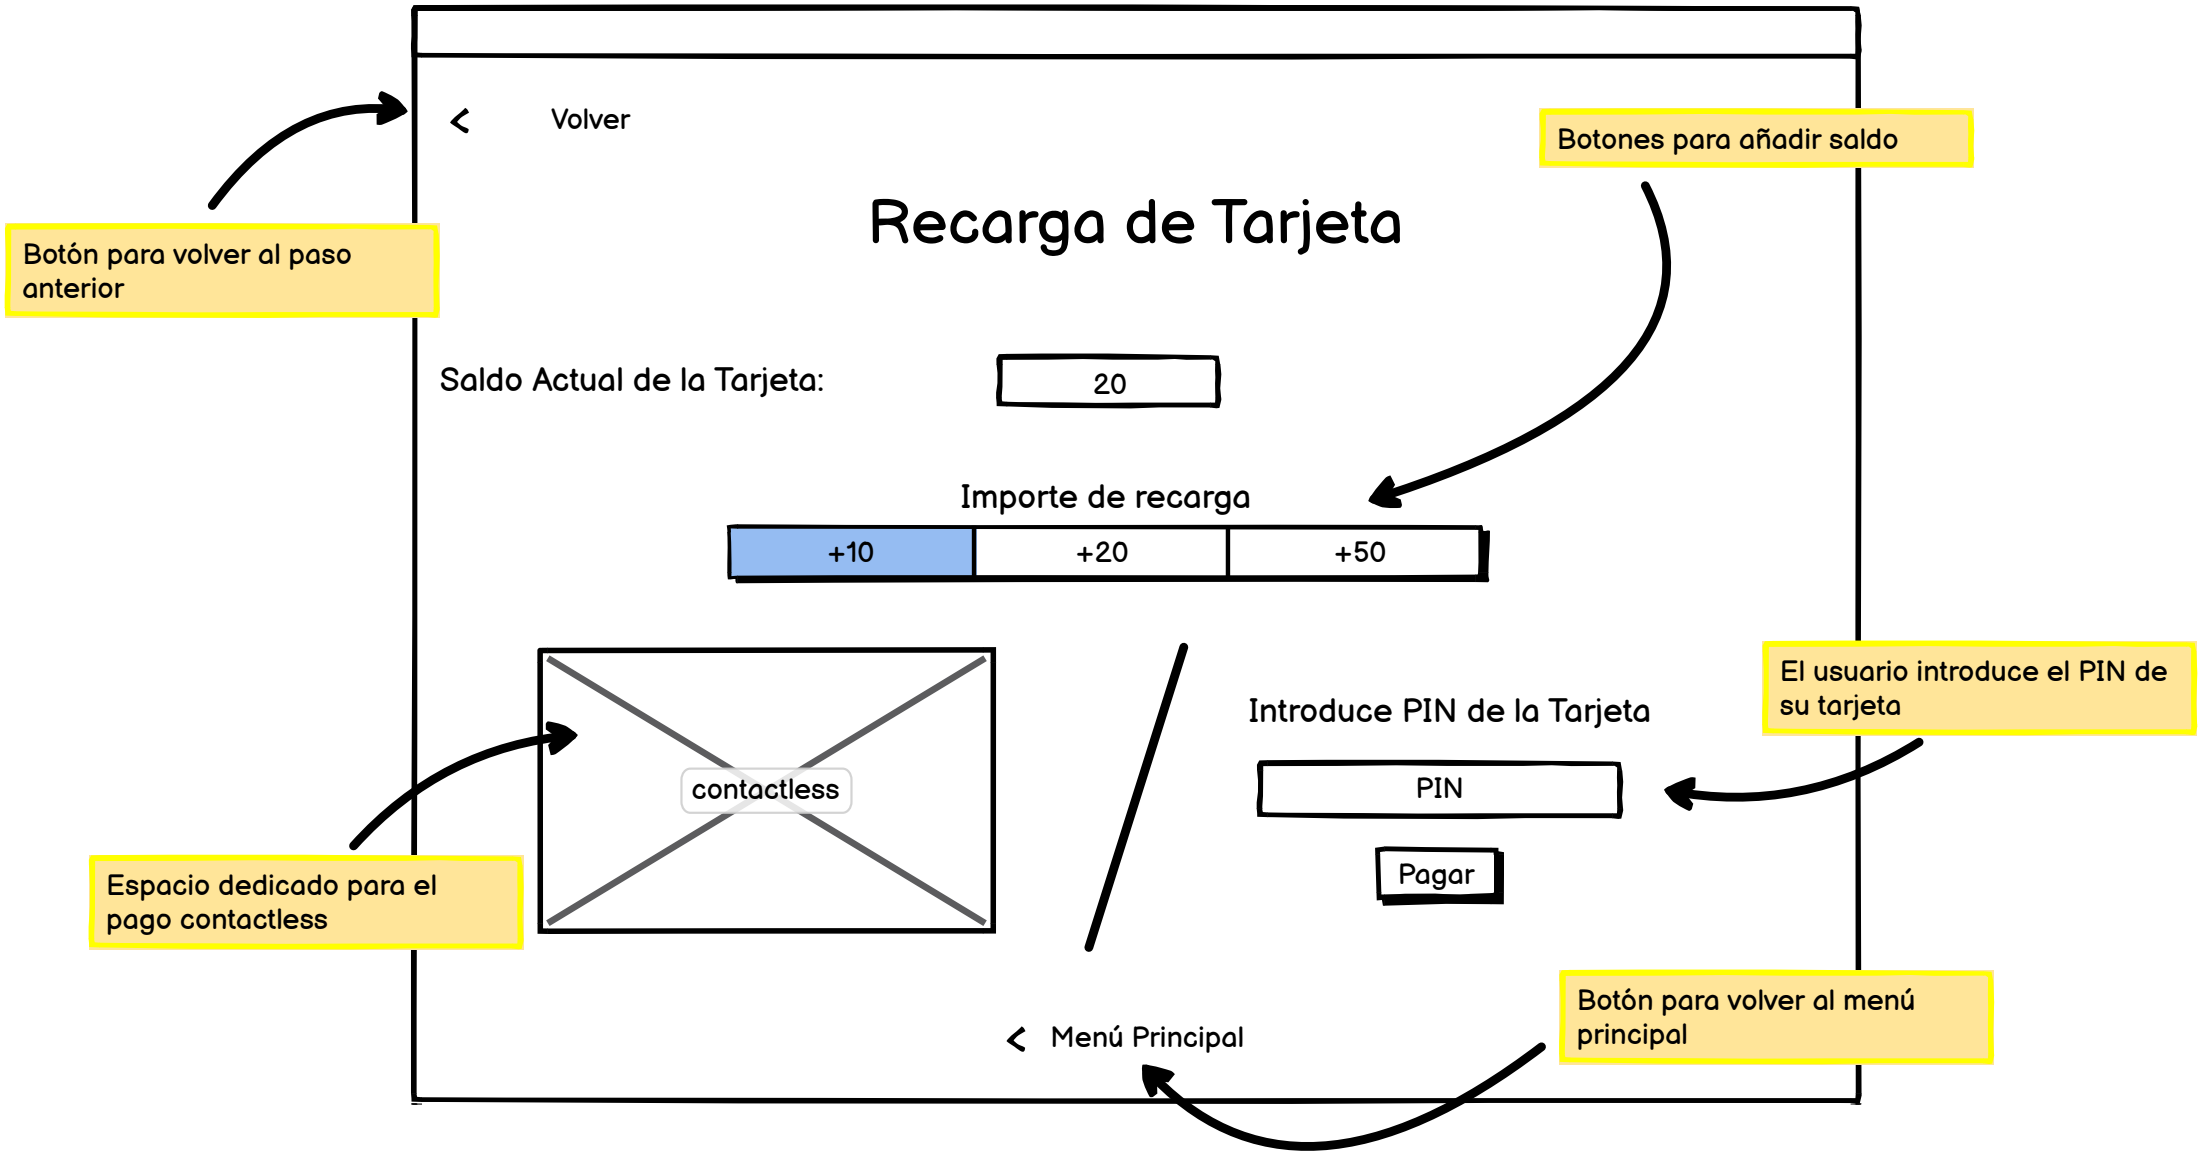 Volver
Botones para añadir saldo
Recarga de Tarjeta
Botón para volver al paso
anterior
Saldo Actual de la Tarjeta:
20
Importe de recarga
+10
+20
+50
El usuario introduce el PIN de
su tarjeta
Introduce PIN de la Tarjeta
contactless
PIN
Pagar
Espacio dedicado para el
pago contactless
Botón para volver al menú
principal
Menú Principal